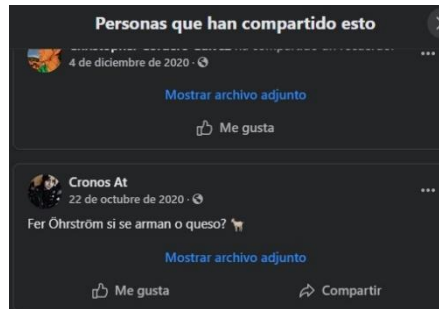 Personas que han compartido esto
4 de diciembre de 2020 ·
Mostrar archivo adjunto
Me gusta
Cronos At
22 de octubre de 2020 ·
Fer Öhrström si se arman o queso? 🐐
Mostrar archivo adjunto
Me gusta
Compartir